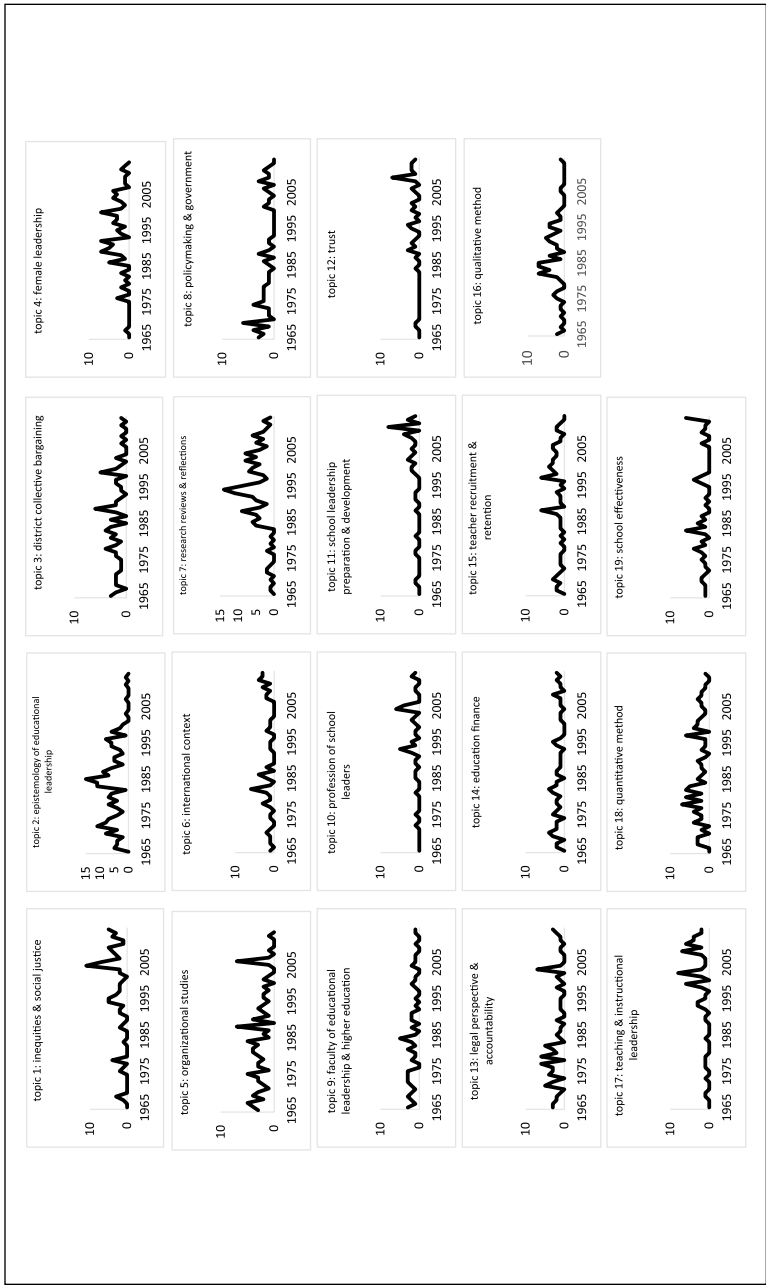 topic 1: inequities & social justice
10
0
1965 1975 1985 1995 2005
topic 2: epistemology of educational
leadership
15
10
5
0
1965 1975 1985 1995 2005
topic 3: district collective bargaining
10
0
1965 1975 1985 1995 2005
topic 4: female leadership
10
0
1965 1975 1985 1995 2005
topic 5: organizational studies
10
0
1965 1975 1985 1995 2005
topic 6: international context
10
0
1965 1975 1985 1995 2005
topic 7: research reviews & reflections
15
10
5
0
1965 1975 1985 1995 2005
topic 8: policymaking & government
10
0
1965 1975 1985 1995 2005
topic 9: faculty of educational
leadership & higher education
10
0
1965 1975 1985 1995 2005
topic 10: profession of school
leaders
10
0
1965 1975 1985 1995 2005
topic 11: school leadership
preparation & development
10
0
1965 1975 1985 1995 2005
topic 12: trust
10
0
1965 1975 1985 1995 2005
topic 13: legal perspective &
accountability
10
0
1965 1975 1985 1995 2005
topic 14: education finance
10
0
1965 1975 1985 1995 2005
topic 15: teacher recruitment &
retention
10
0
1965 1975 1985 1995 2005
topic 16: qualitative method
10
0
1965 1975 1985 1995 2005
topic 17: teaching & instructional
leadership
10
0
1965 1975 1985 1995 2005
topic 18: quantitative method
10
0
1965 1975 1985 1995 2005
topic 19: school effectiveness
10
0
1965 1975 1985 1995 2005